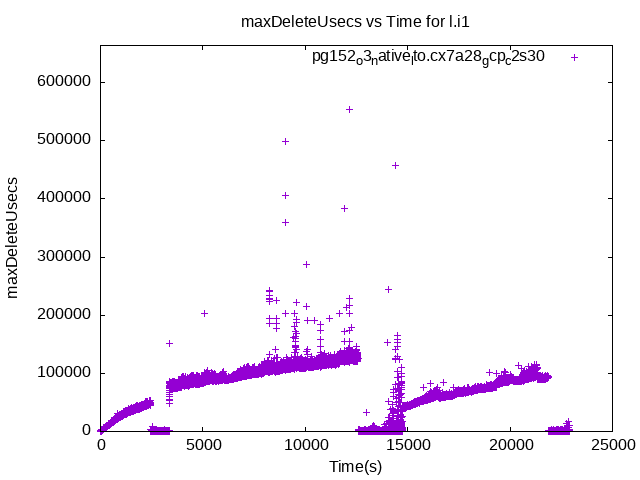 maxDeleteUsecs vs Time for l.i1
pg152_o3_native_lto.cx7a28_gcp_c2s30
600000
500000
400000
300000
200000
100000
0
maxDeleteUsecs
0 5000 10000 15000 20000 25000
Time(s)